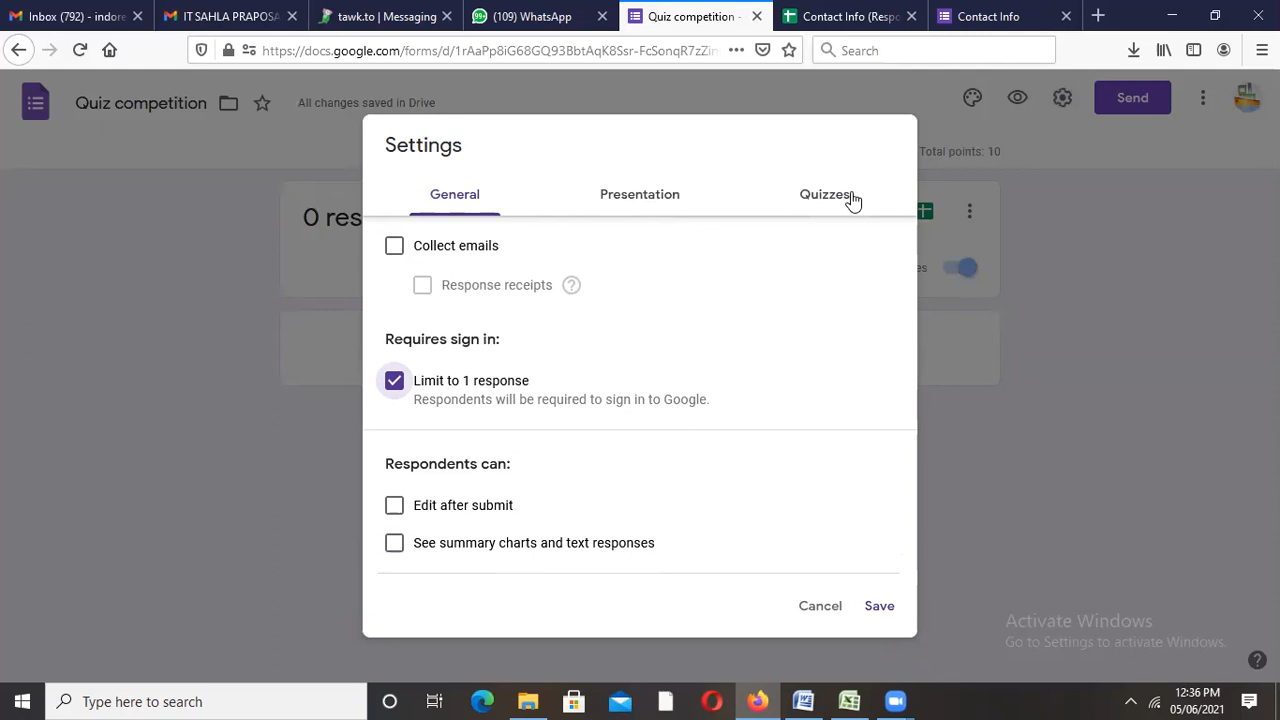 Inbox (792) - indore
IT SAHLA PRAPOSA
tawk.to | Messaging
(109) WhatsApp
Quiz competition -
Contact Info (Respo
Contact Info
https://docs.google.com/forms/d/1rAaPp8iG68GQ93BbtAqK8Ssr-FcSonqR7zZin
Search
Quiz competition
All changes saved in Drive
Send
Settings
Total points: 10
General
Presentation
Quizzes
0 res
Collect emails
es
Response receipts
Requires sign in:
Limit to 1 response
Respondents will be required to sign in to Google.
Respondents can:
Edit after submit
See summary charts and text responses
Cancel
Save
Activate Windows
Go to Settings to activate Windows.
Type here to search
12:36 PM
05/06/2021